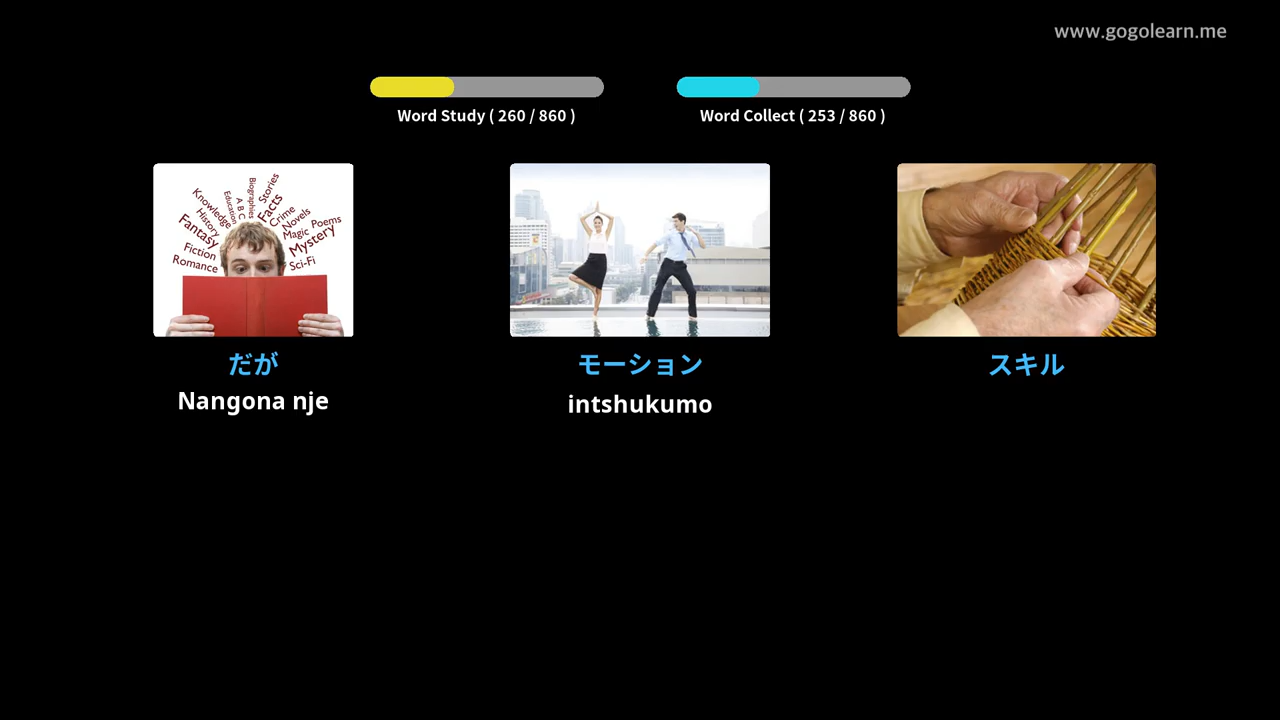 www.gogolearn.me
Word Study ( 260 / 860 )
Word Collect ( 253 / 860 )
Biographies
Stories
Knowledge
Education
A B C
Facts
History
Crime
Novels
Fantasy
Magic
Poems
Fiction
Mystery
Romance
Sci-Fi
だが
モーション
スキル
Nangona nje
intshukumo